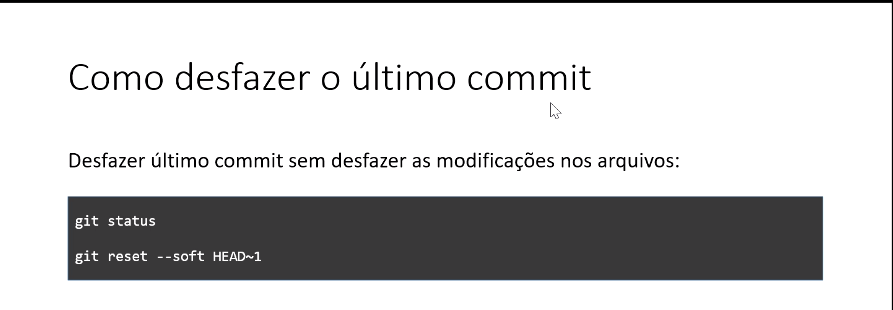 Como desfazer o último commit
Desfazer último commit sem desfazer as modificações nos arquivos:
git status
git reset --soft HEAD~1